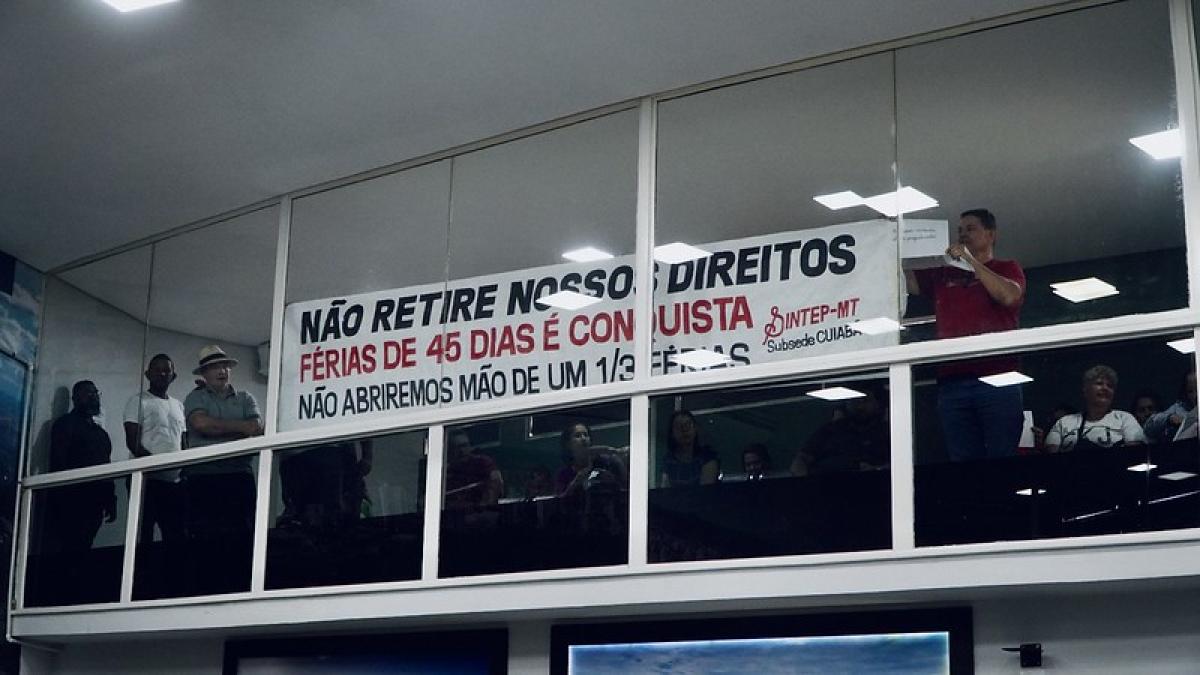 NÃO RETIRE NOSSOS DIREITOS
FÉRIAS DE 45 DIAS É CONQUISTA
NÃO ABRIREMOS MÃO DE UM 1/3 FÉRIAS
SINTEP-MT
Subsede CUIABÁ